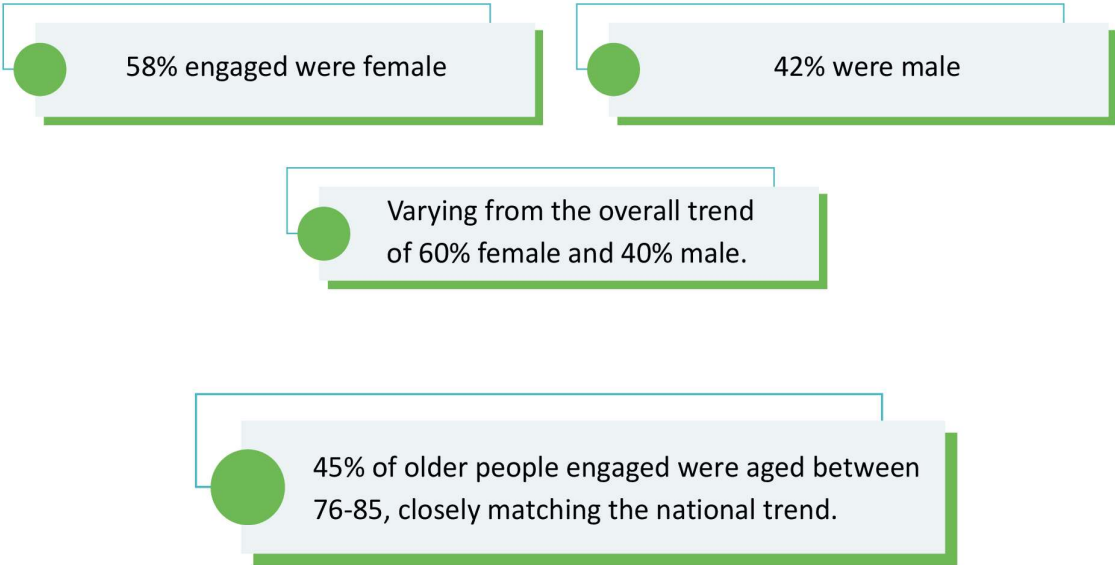 58% engaged were female
42% were male
Varying from the overall trend
of 60% female and 40% male.
45% of older people engaged were aged between
76-85, closely matching the national trend.